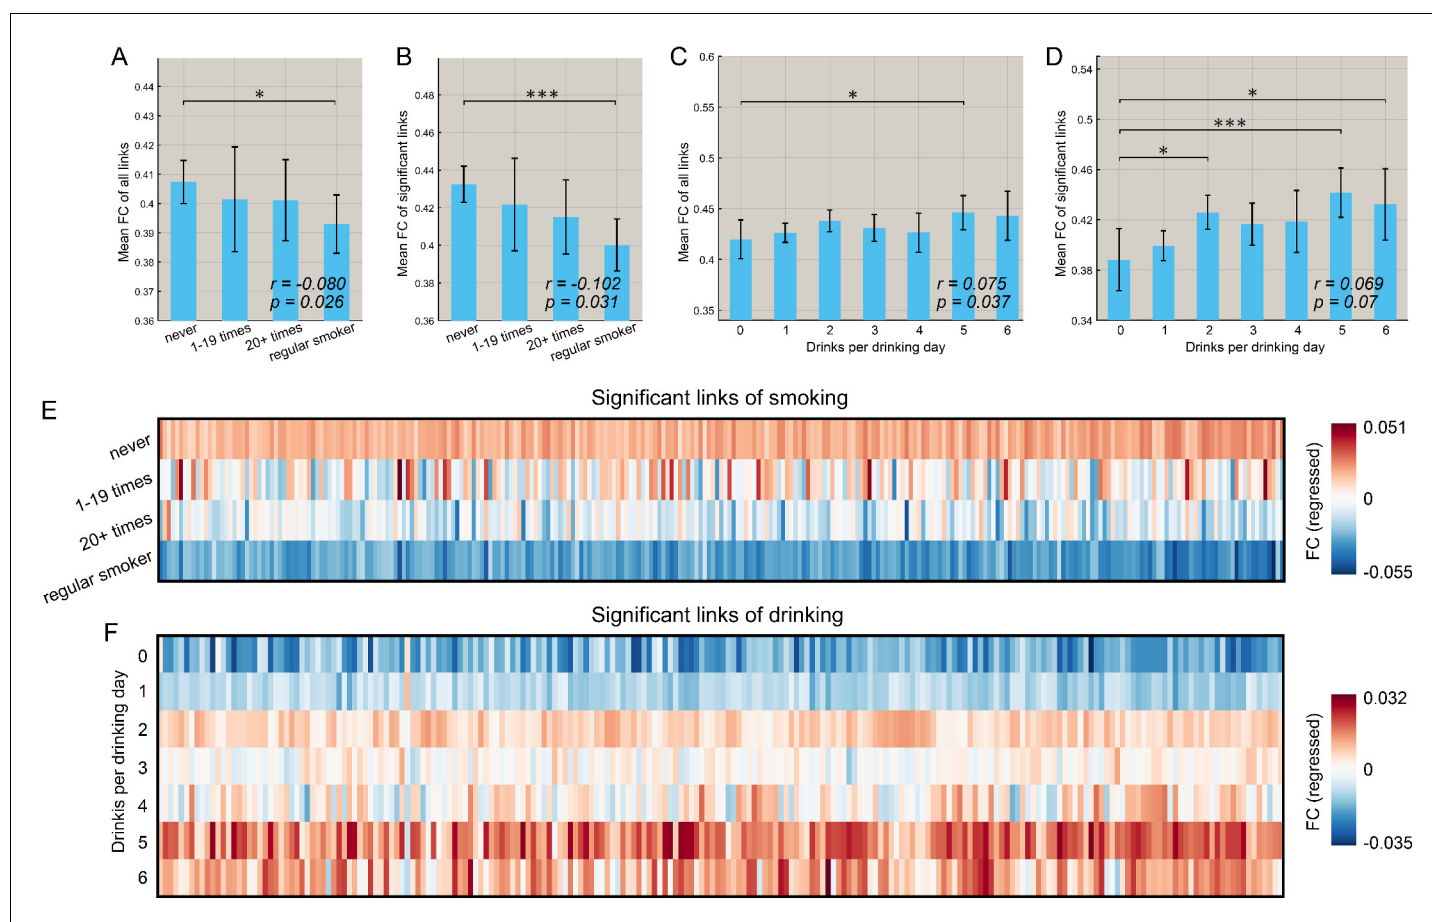 A
B
C
D
Mean FC of all links
0.44
0.43
0.42
0.41
0.4
0.39
0.38
0.37
0.36
*
r = -0.080
p = 0.026
never
1-19 times
20+ times
regular smoker
Mean FC of significant links
0.48
0.46
0.44
0.42
0.4
0.38
0.36
***
r = -0.102
p = 0.031
never
1-19 times
20+ times
regular smoker
Mean FC of all links
0.6
0.55
0.5
0.45
0.4
0.35
*
r = 0.075
p = 0.037
0 1 2 3 4 5 6
Drinks per drinking day
Mean FC of significant links
0.54
0.5
0.46
0.42
0.38
0.34
*
***
*
r = 0.069
p = 0.07
0 1 2 3 4 5 6
Drinks per drinking day
E
Significant links of smoking
never
1-19 times
20+ times
regular smoker
FC (regressed)
0.051
0
-0.055
F
Significant links of drinking
Drinkis per drinking day
0
1
2
3
4
5
6
FC (regressed)
0.032
0
-0.035